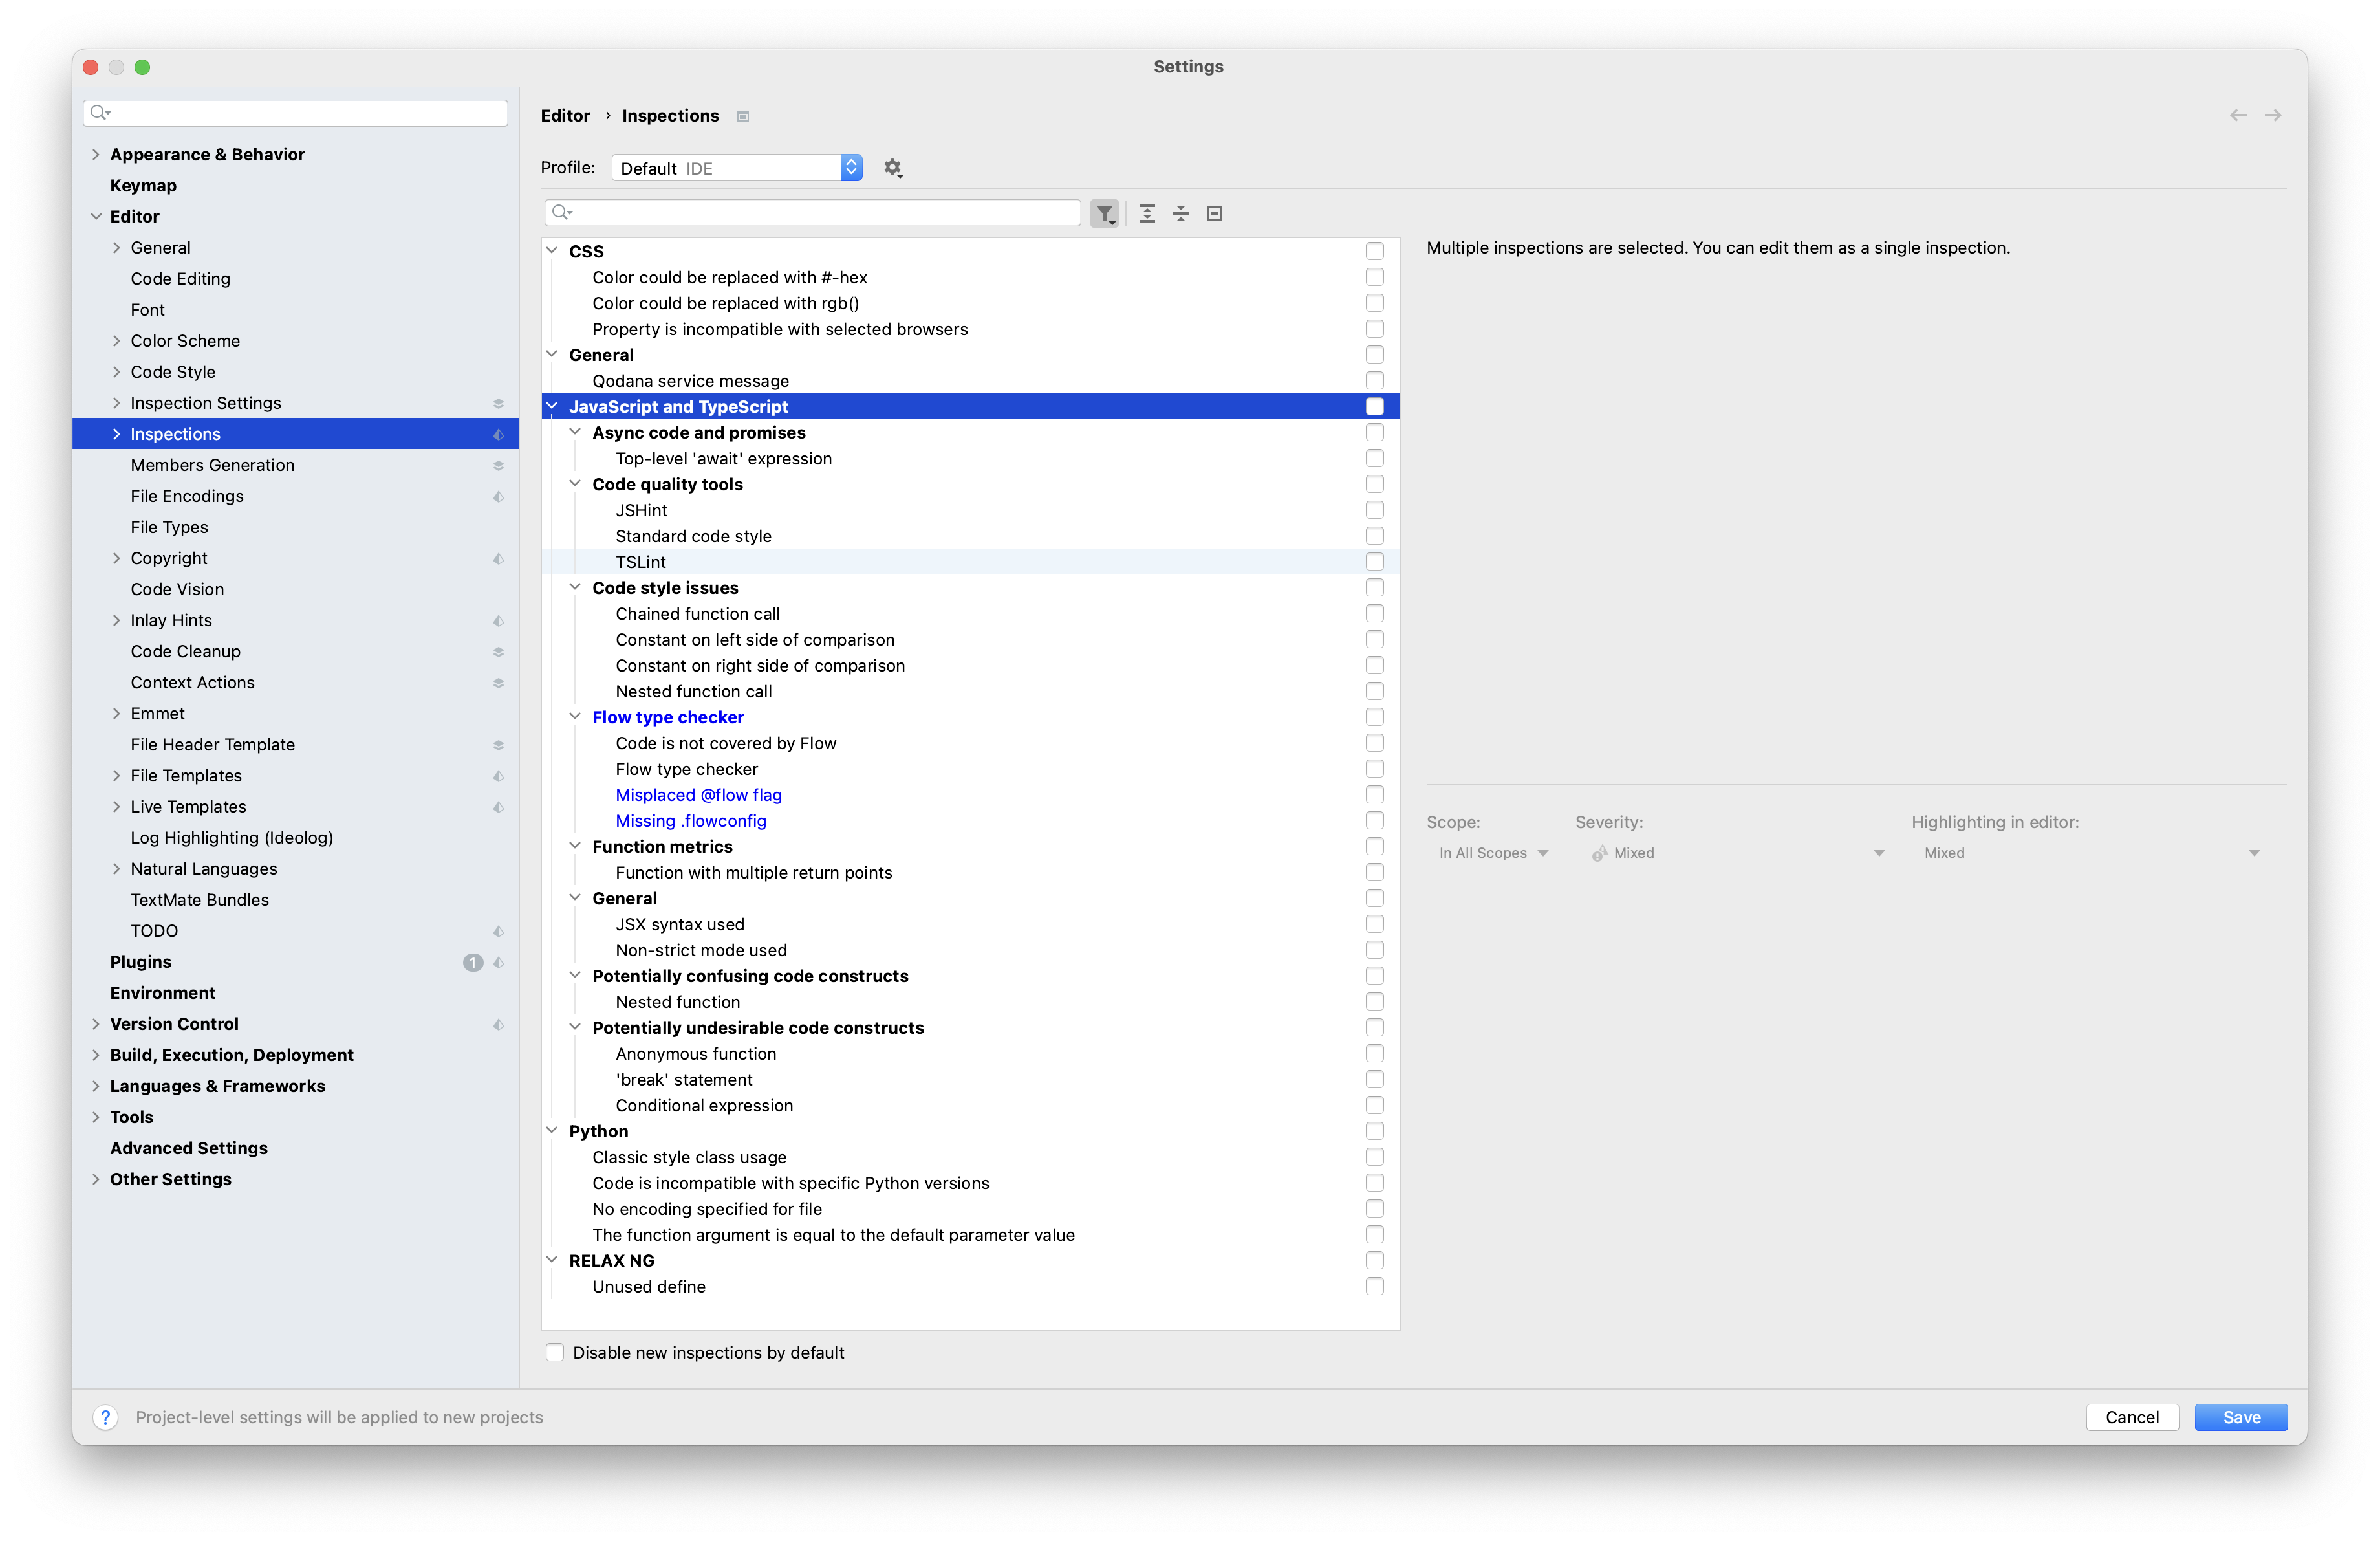 Settings
Appearance & Behavior
Keymap
Editor
General
Code Editing
Font
Color Scheme
Code Style
Inspection Settings
Inspections
Members Generation
File Encodings
File Types
Copyright
Code Vision
Inlay Hints
Code Cleanup
Context Actions
Emmet
File Header Template
File Templates
Live Templates
Log Highlighting (Ideolog)
Natural Languages
TextMate Bundles
TODO
Plugins 1
Environment
Version Control
Build, Execution, Deployment
Languages & Frameworks
Tools
Advanced Settings
Other Settings
Editor › Inspections
Profile: Default IDE
CSS
Color could be replaced with #-hex
Color could be replaced with rgb()
Property is incompatible with selected browsers
General
Qodana service message
JavaScript and TypeScript
Async code and promises
Top-level 'await' expression
Code quality tools
JSHint
Standard code style
TSLint
Code style issues
Chained function call
Constant on left side of comparison
Constant on right side of comparison
Nested function call
Flow type checker
Code is not covered by Flow
Flow type checker
Misplaced @flow flag
Missing .flowconfig
Function metrics
Function with multiple return points
General
JSX syntax used
Non-strict mode used
Potentially confusing code constructs
Nested function
Potentially undesirable code constructs
Anonymous function
'break' statement
Conditional expression
Python
Classic style class usage
Code is incompatible with specific Python versions
No encoding specified for file
The function argument is equal to the default parameter value
RELAX NG
Unused define
Disable new inspections by default
Multiple inspections are selected. You can edit them as a single inspection.
Scope: Severity: Highlighting in editor:
In All Scopes Mixed Mixed
? Project-level settings will be applied to new projects
Cancel Save